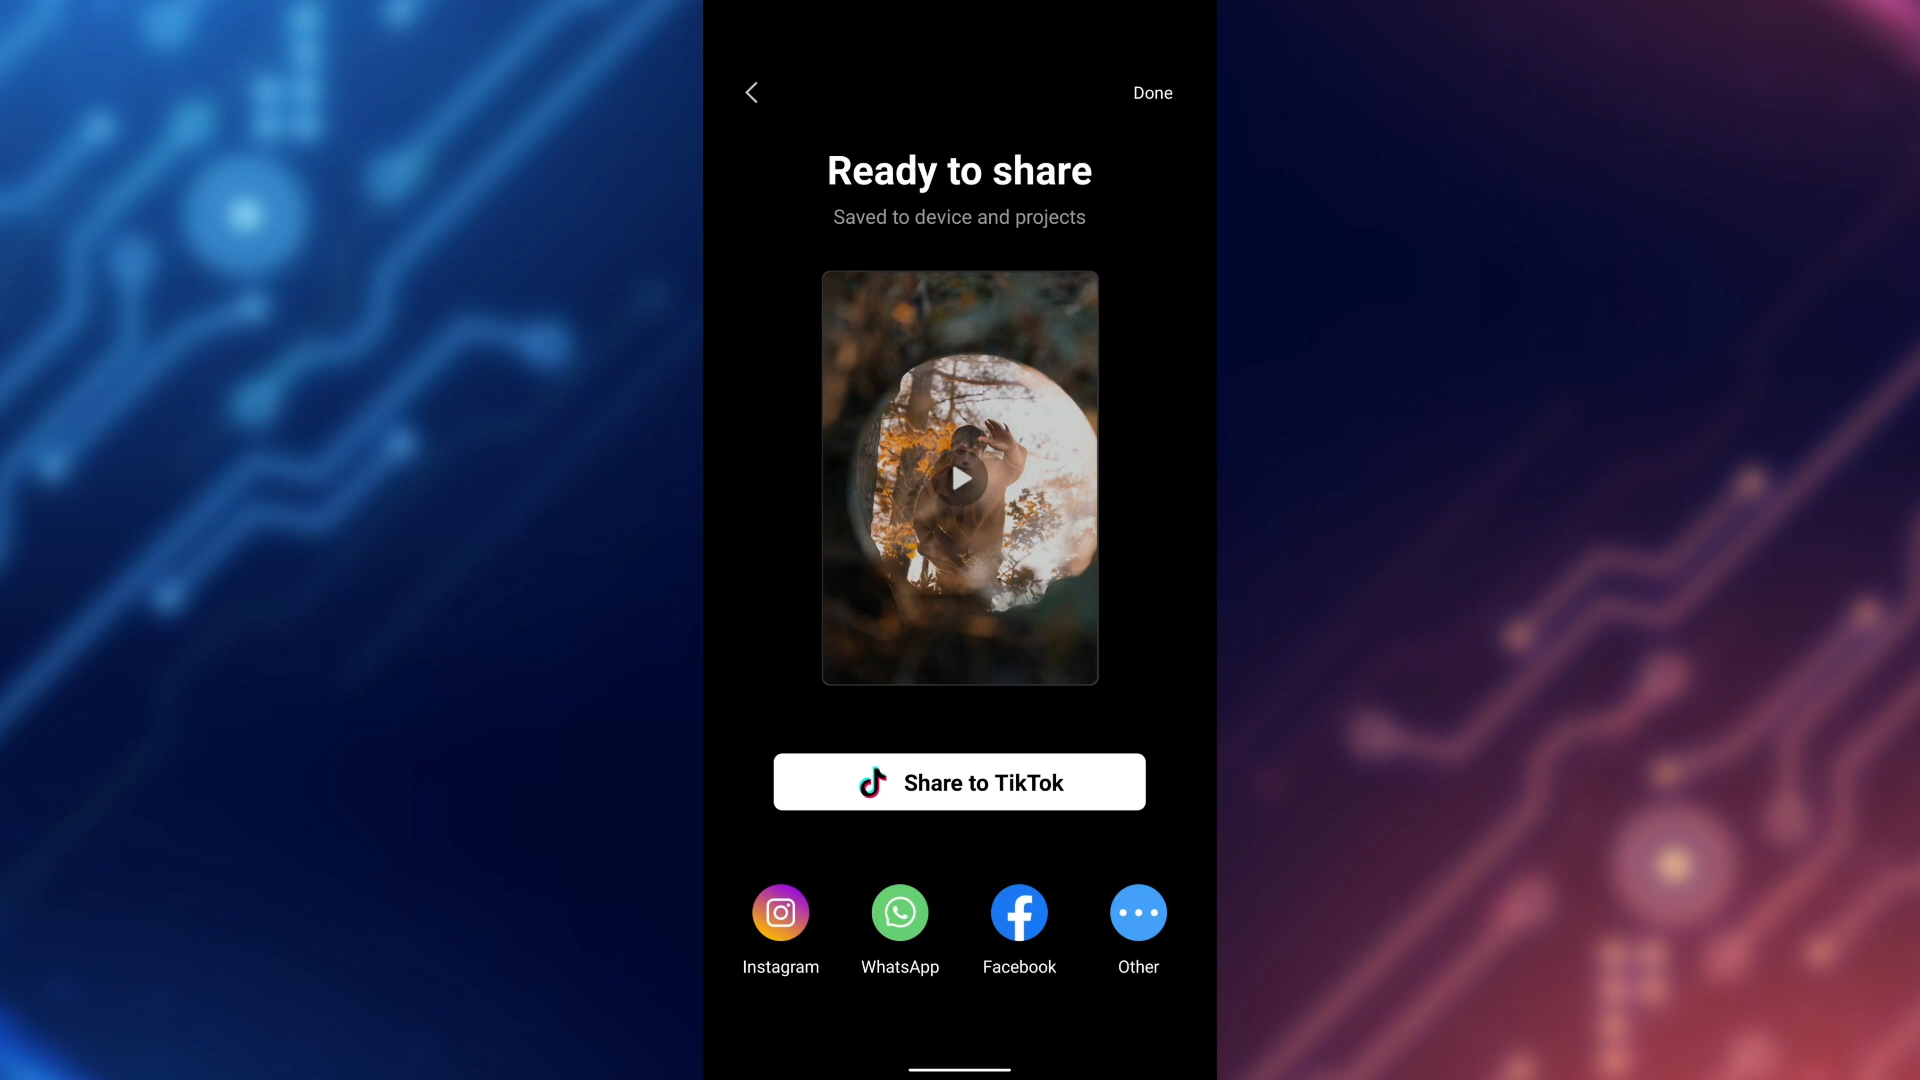 Done
Ready to share
Saved to device and projects
Share to TikTok
Instagram WhatsApp Facebook Other